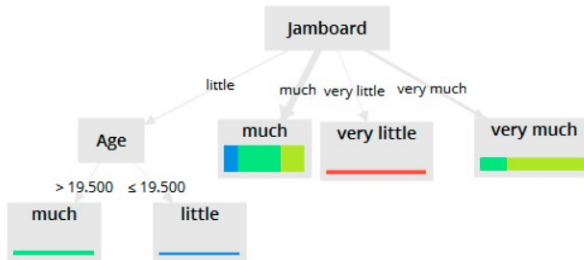 Jamboard
little
much
very little
very much
Age
much
very little
very much
> 19.500
≤ 19.500
much
little